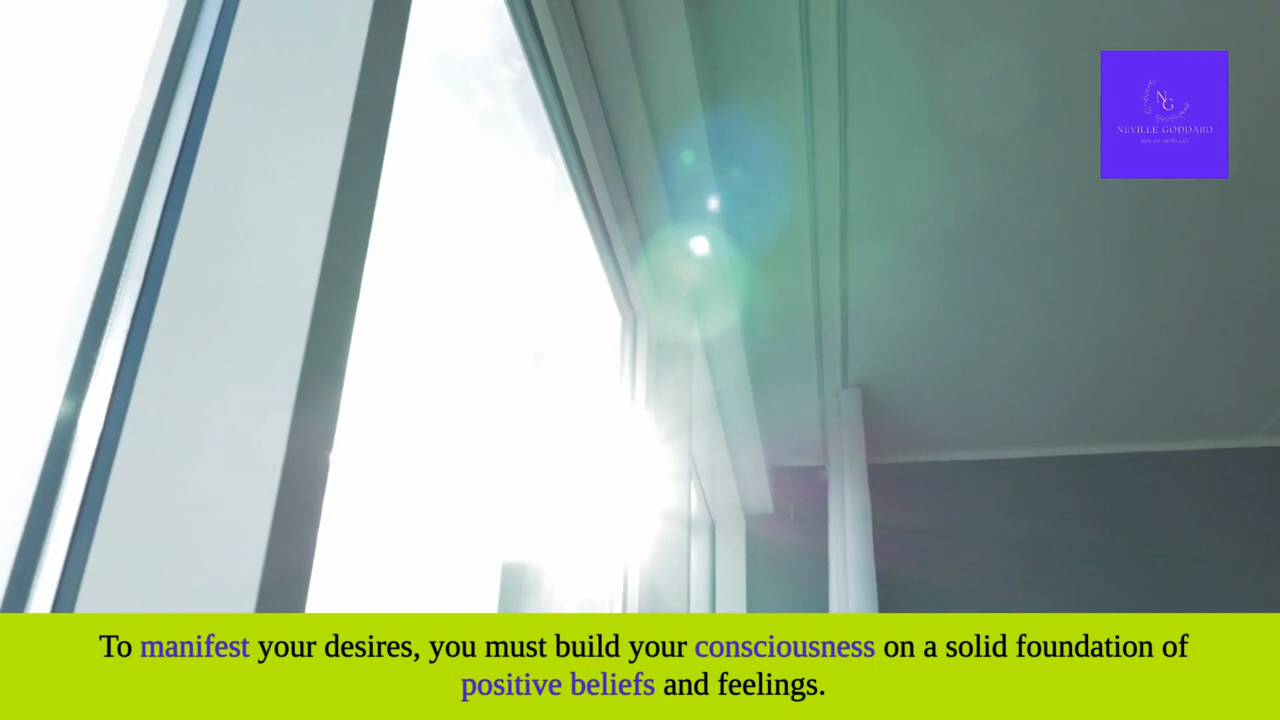 NG
NEVILLE GODDARD
To manifest your desires, you must build your consciousness on a solid foundation of
positive beliefs and feelings.